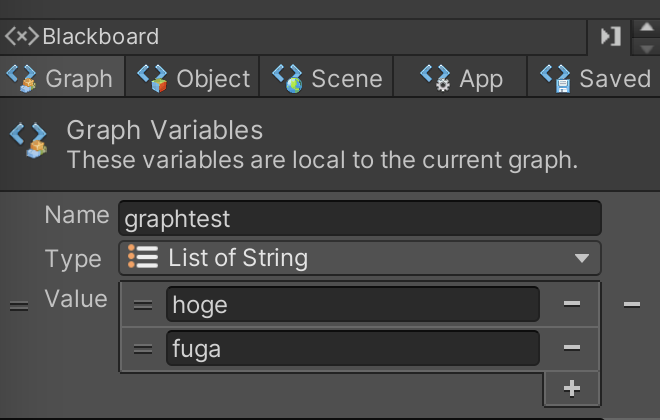 Blackboard
Graph Object Scene App Saved
Graph Variables
These variables are local to the current graph.
Name graphtest
Type List of String
Value hoge
fuga